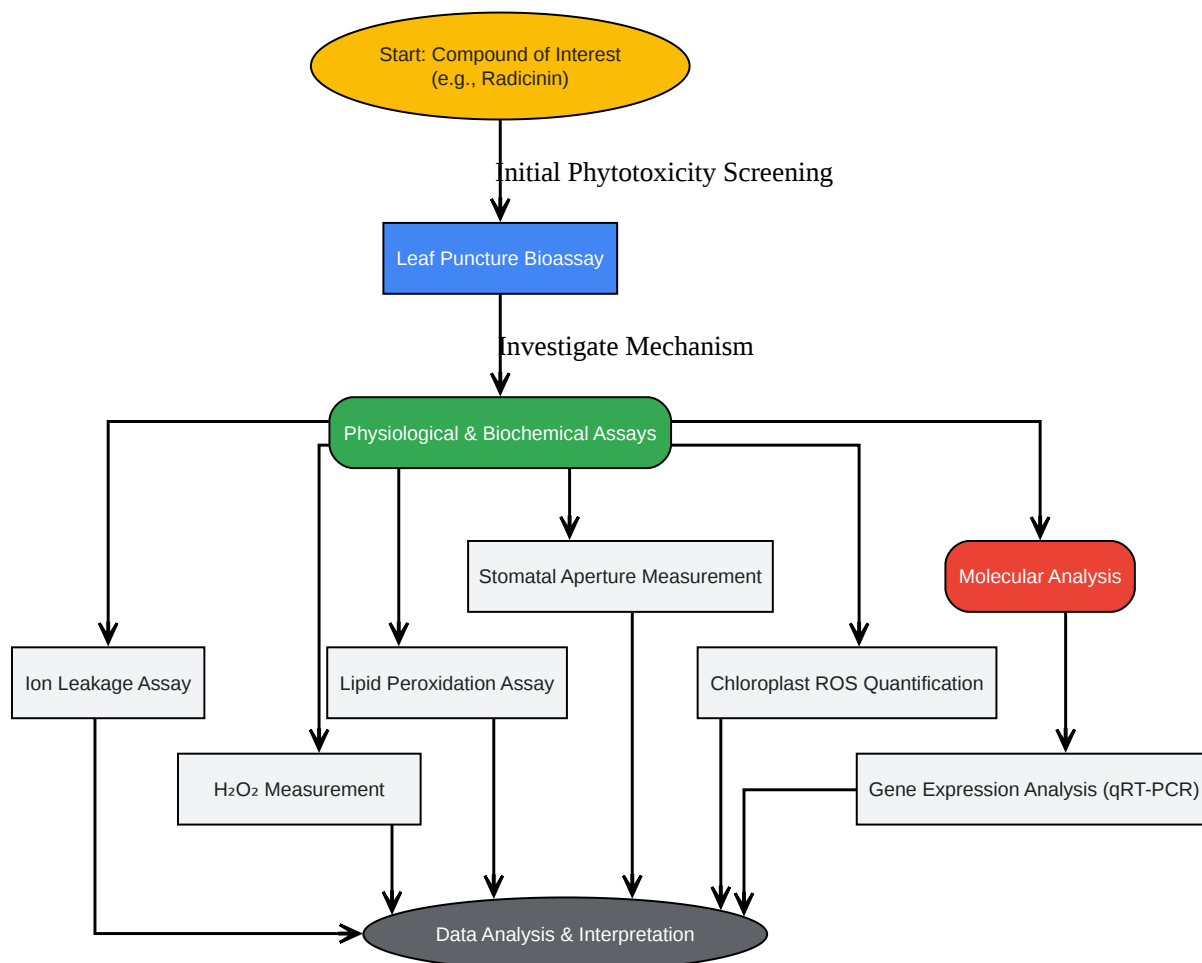 Start: Compound of Interest
(e.g., Radicinin)
Initial Phytotoxicity Screening
Leaf Puncture Bioassay
Investigate Mechanism
Physiological & Biochemical Assays
Stomatal Aperture Measurement
Molecular Analysis
Ion Leakage Assay
Lipid Peroxidation Assay
Chloroplast ROS Quantification
H₂O₂ Measurement
Gene Expression Analysis (qRT-PCR)
Data Analysis & Interpretation